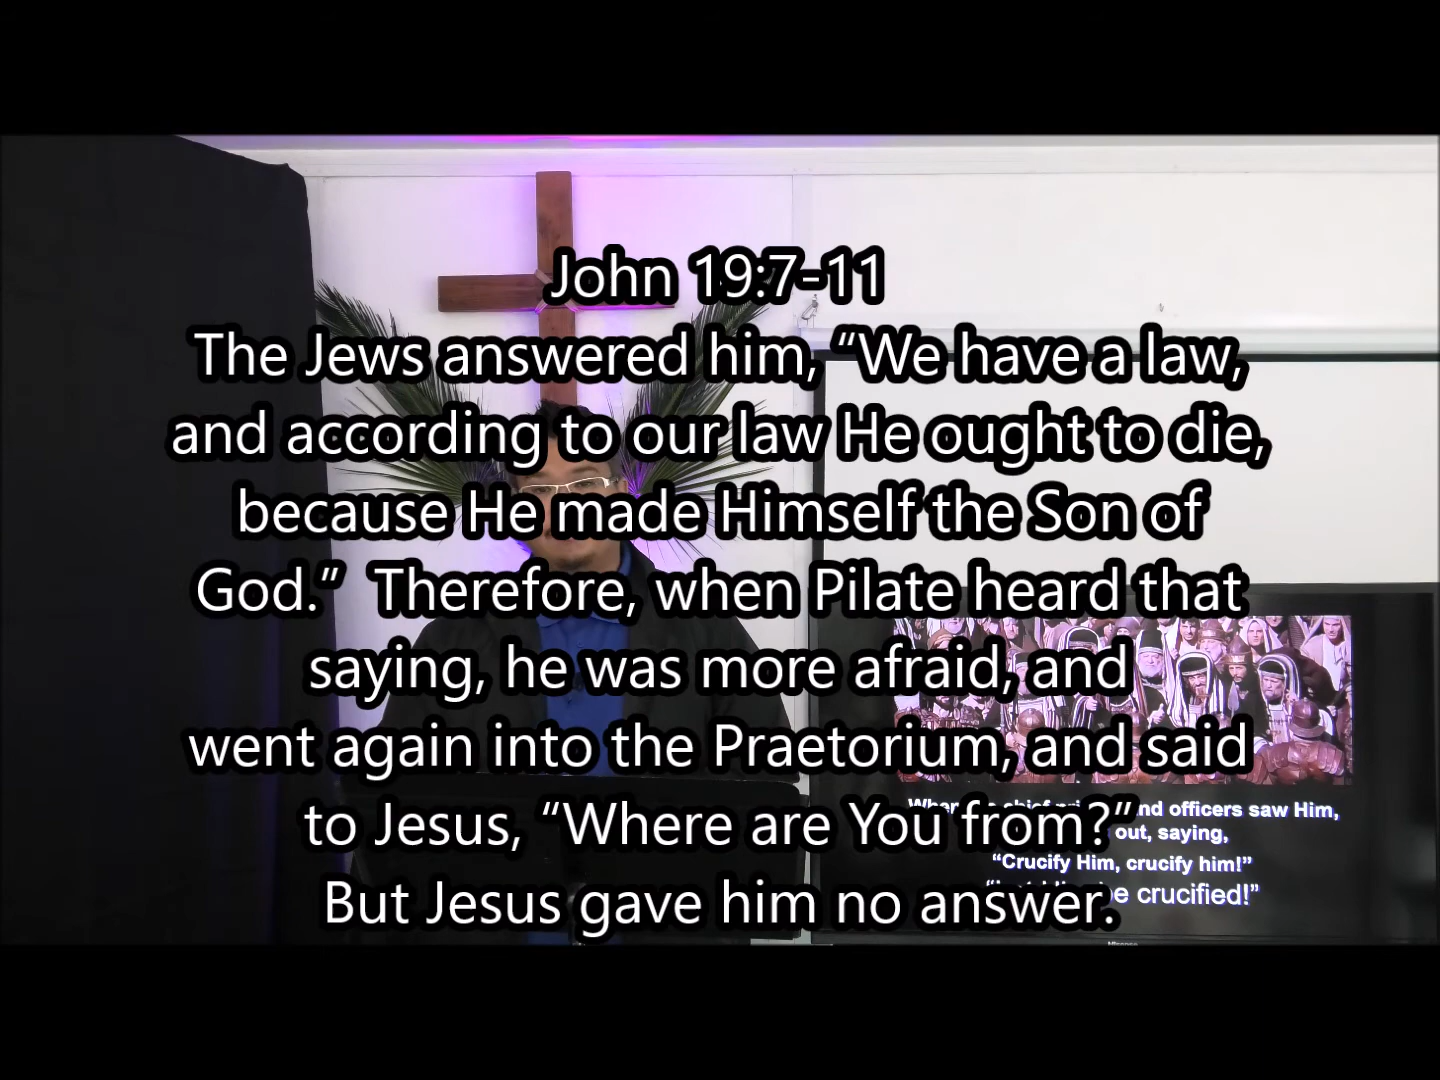 John 19:7-11
The Jews answered him, “We have a law,
and according to our law He ought to die,
because He made Himself the Son of
God.”  Therefore, when Pilate heard that
saying, he was more afraid, and
went again into the Praetorium, and said
to Jesus, “Where are You from?”
But Jesus gave him no answer.
officers saw Him,
out, saying,
“Crucify Him, crucify him!”
be crucified!”